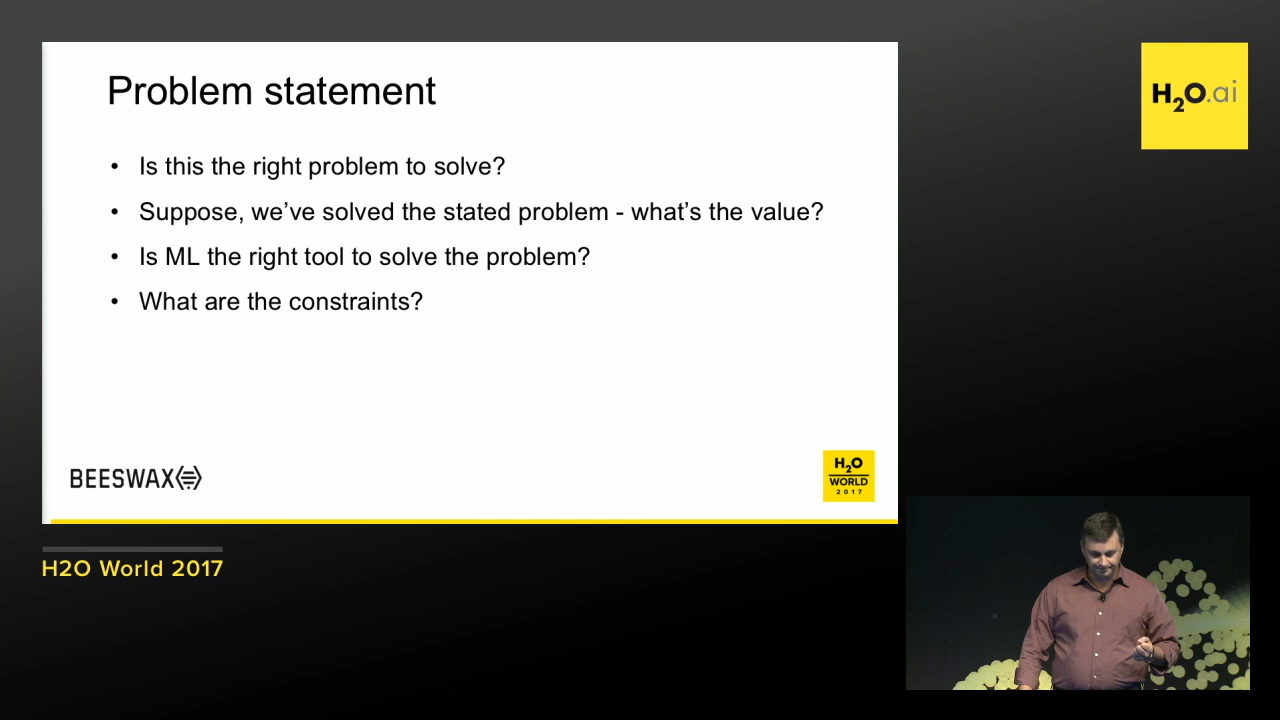 Problem statement
• Is this the right problem to solve?
• Suppose, we’ve solved the stated problem - what’s the value?
• Is ML the right tool to solve the problem?
• What are the constraints?
BEESWAX
H2O
WORLD
2017
H2O.ai
H2O World 2017